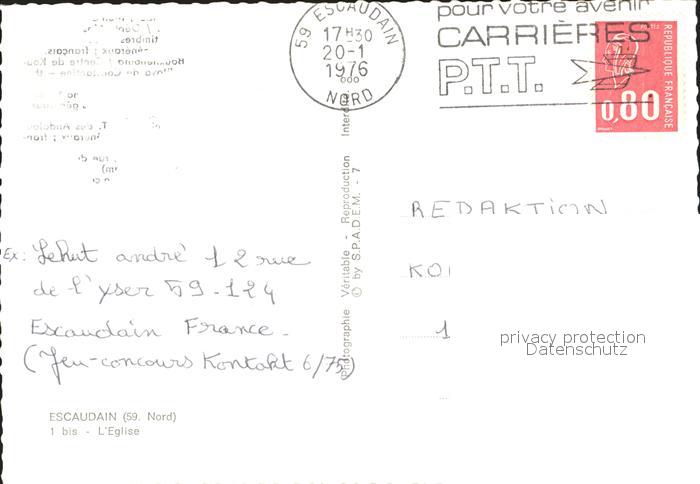 pour votre avenir
CARRIÈRES
P.T.T.
59 ESCAUDAIN
17H30
20-1
1976
NORD
0,80
RÉPUBLIQUE FRANÇAISE
Photographie Véritable - Reproduction Interdite
© by S.P.A.D.E.M. - 7
REDAKTION
KOI
1
privacy protection
Datenschutz
Ex: Lehut andré 12 rue
de l'yser 59-124
Escaudain France -
(Jeu-concours Kontakt 6/75)
ESCAUDAIN (59. Nord)
1 bis - L'Eglise